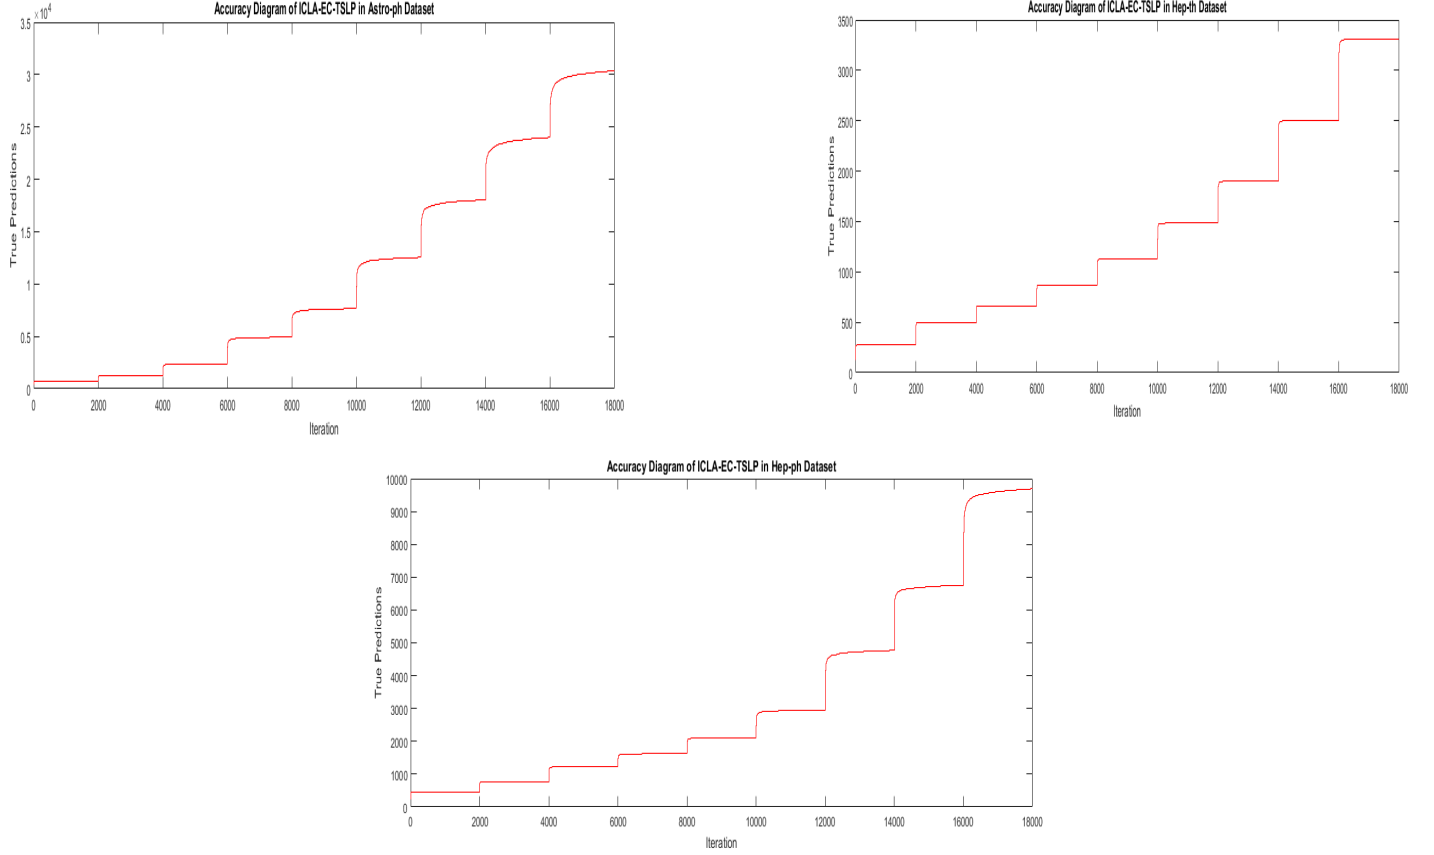 Accuracy Diagram of ICLA-EC-TSLP in Astro-ph Dataset
×10^4
3.5
3
2.5
2
1.5
1
0.5
0
True Predictions
0 2000 4000 6000 8000 10000 12000 14000 16000 18000
Iteration
Accuracy Diagram of ICLA-EC-TSLP in Hep-th Dataset
3500
3000
2500
2000
1500
1000
500
0
True Predictions
0 2000 4000 6000 8000 10000 12000 14000 16000 18000
Iteration
Accuracy Diagram of ICLA-EC-TSLP in Hep-ph Dataset
10000
9000
8000
7000
6000
5000
4000
3000
2000
1000
0
True Predictions
0 2000 4000 6000 8000 10000 12000 14000 16000 18000
Iteration